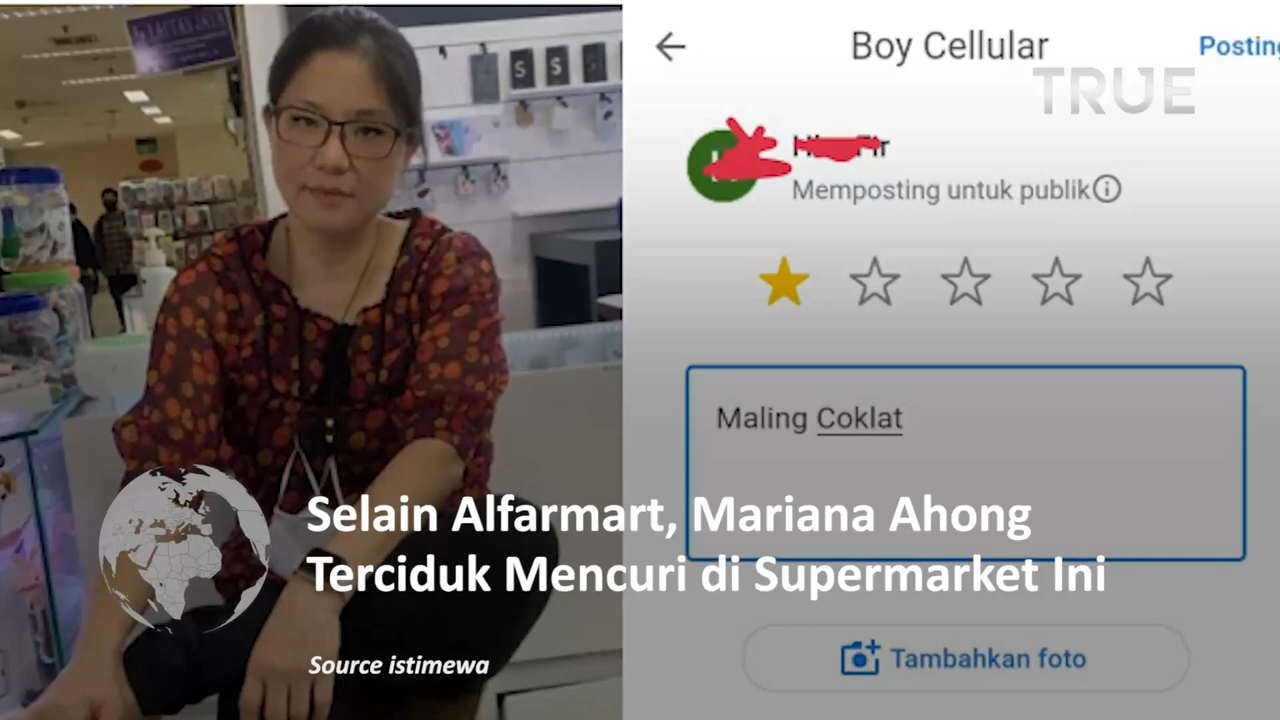 Boy Cellular
Posting
TRUE
Memposting untuk publik
Maling Coklat
Selain Alfarmart, Mariana Ahong
Terciduk Mencuri di Supermarket Ini
Source istimewa
Tambahkan foto
S S